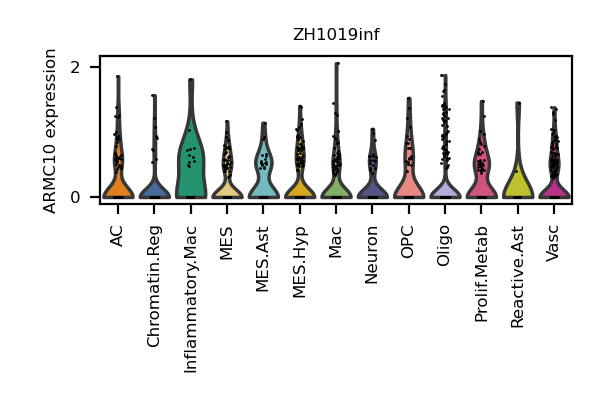 ZH1019inf
ARMC10 expression
2
0
AC
Chromatin.Reg
Inflammatory.Mac
MES
MES.Ast
MES.Hyp
Mac
Neuron
OPC
Oligo
Prolif.Metab
Reactive.Ast
Vasc